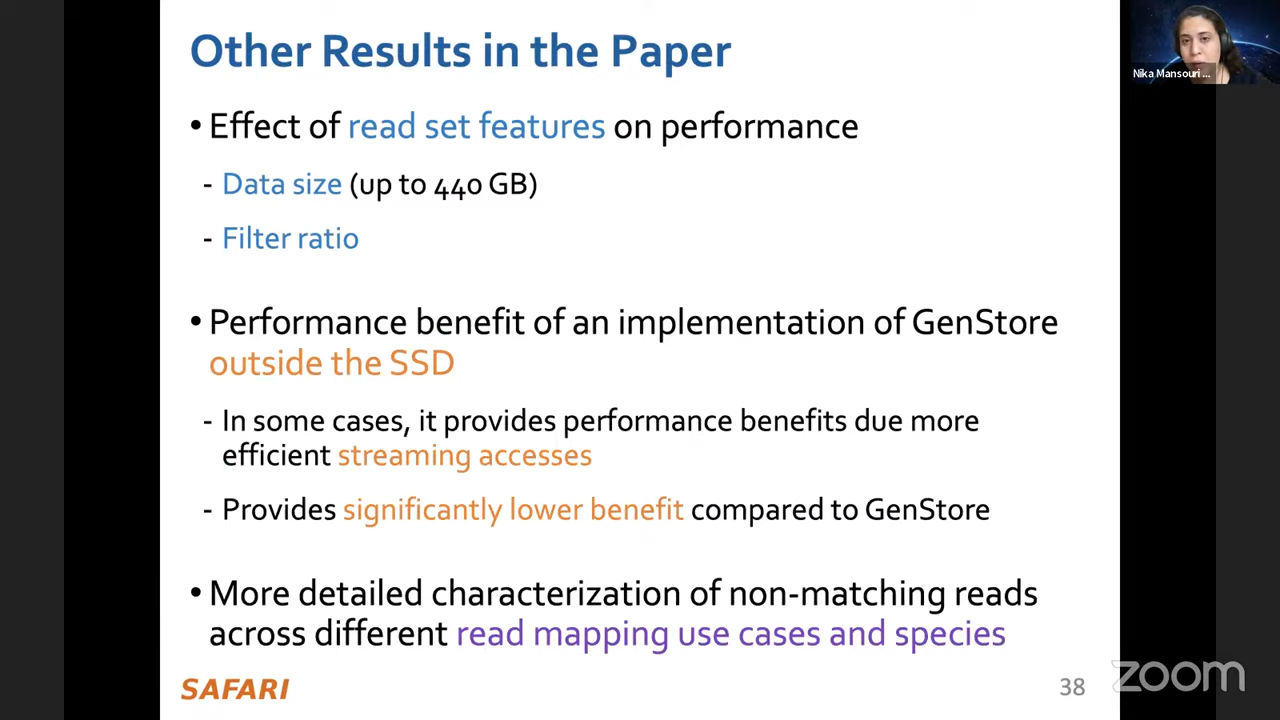 Other Results in the Paper
Nika Mansouri ...
• Effect of read set features on performance
- Data size (up to 440 GB)
- Filter ratio
• Performance benefit of an implementation of GenStore
outside the SSD
- In some cases, it provides performance benefits due more
efficient streaming accesses
- Provides significantly lower benefit compared to GenStore
• More detailed characterization of non-matching reads
across different read mapping use cases and species
SAFARI
38
zoom